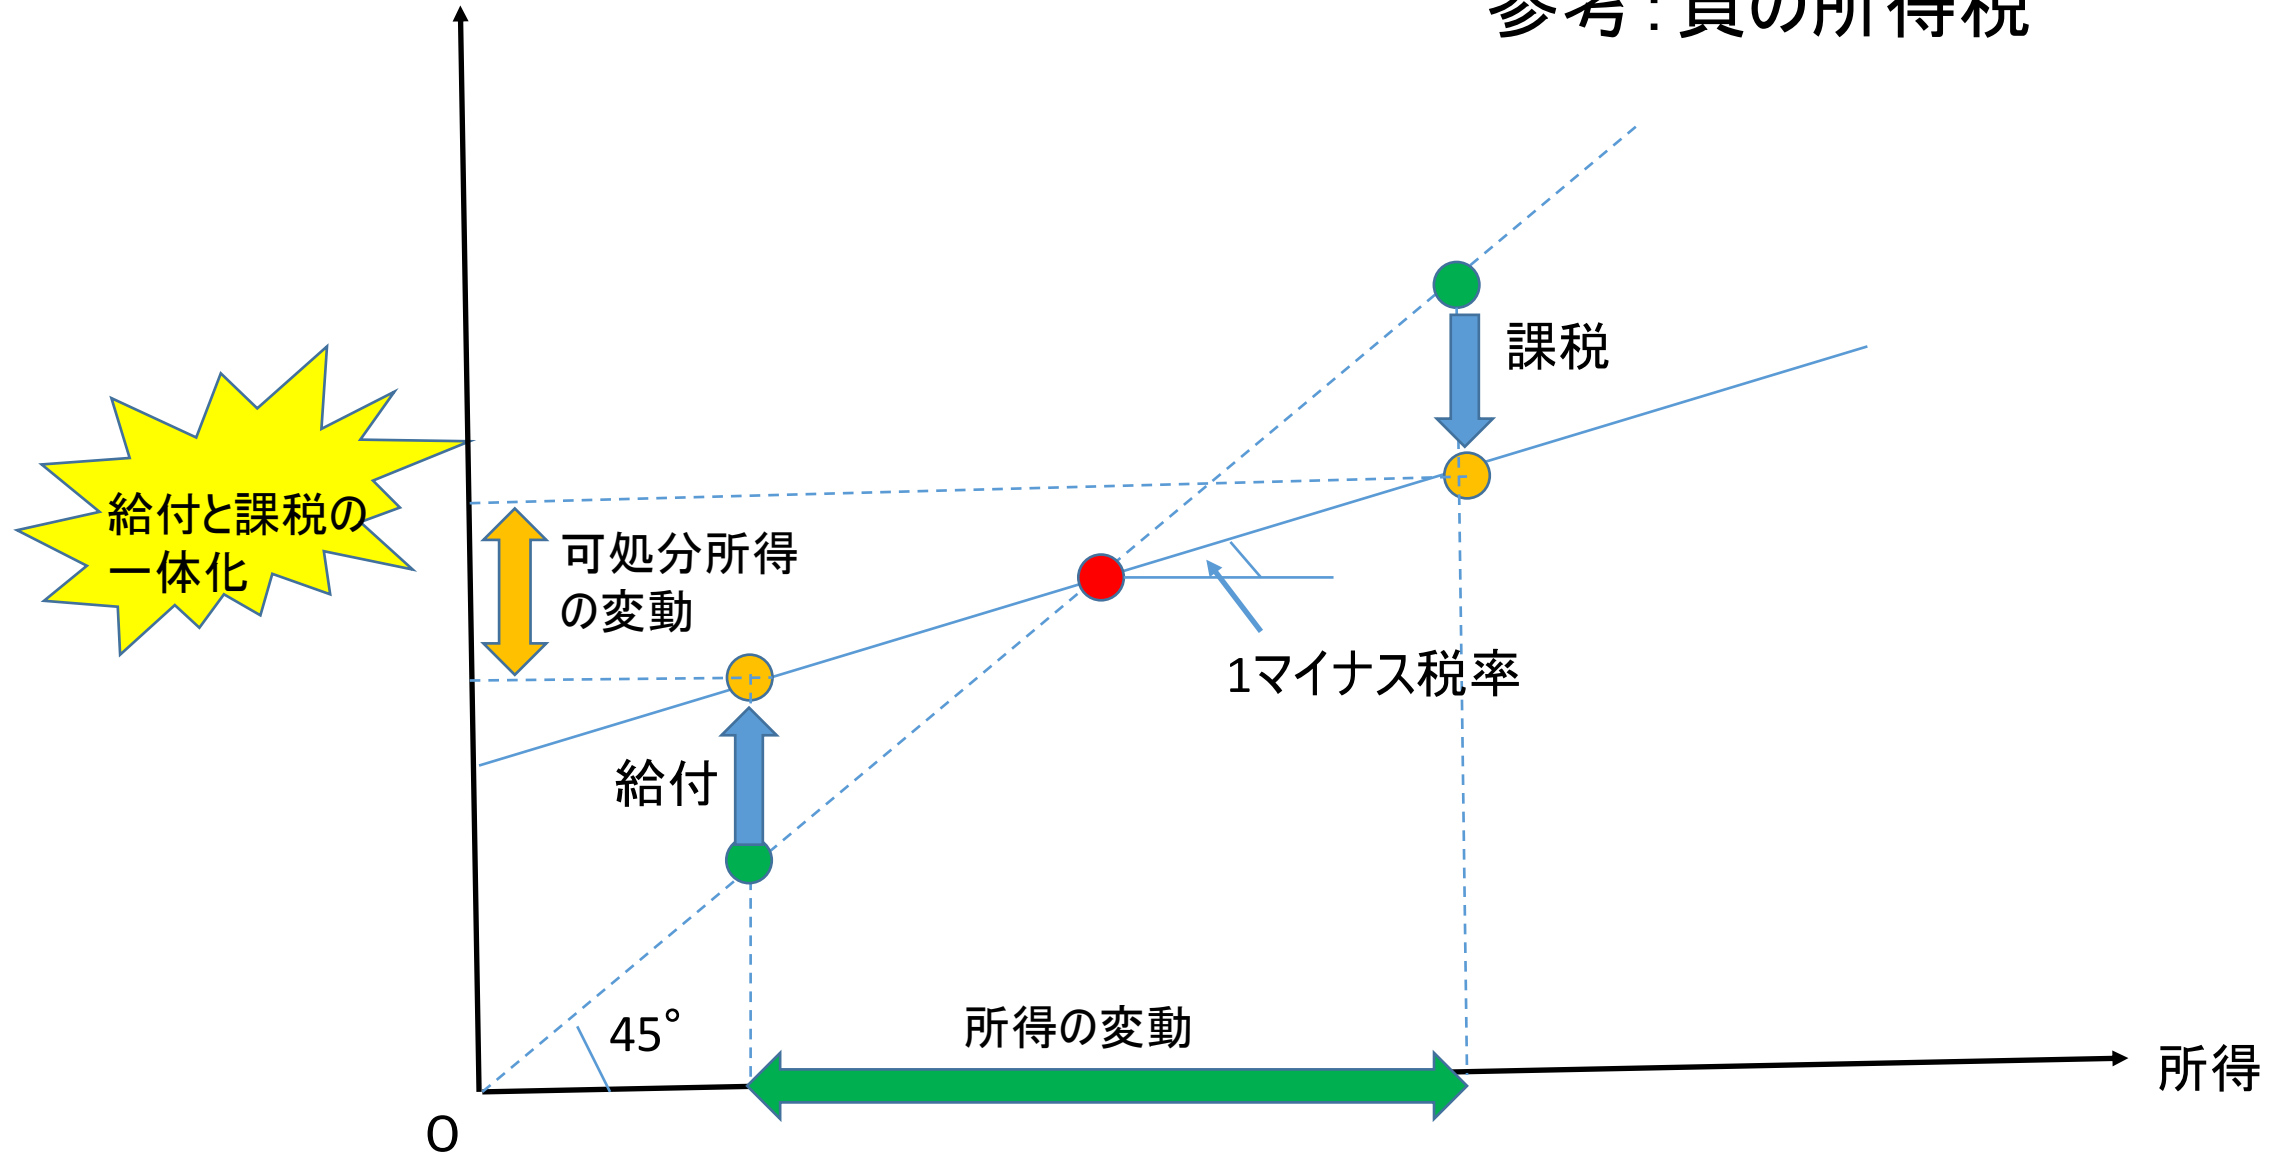 参考：負の所得税
課税
給付と課税の
一体化
可処分所得
の変動
1マイナス税率
給付
45°
所得の変動
所得
O